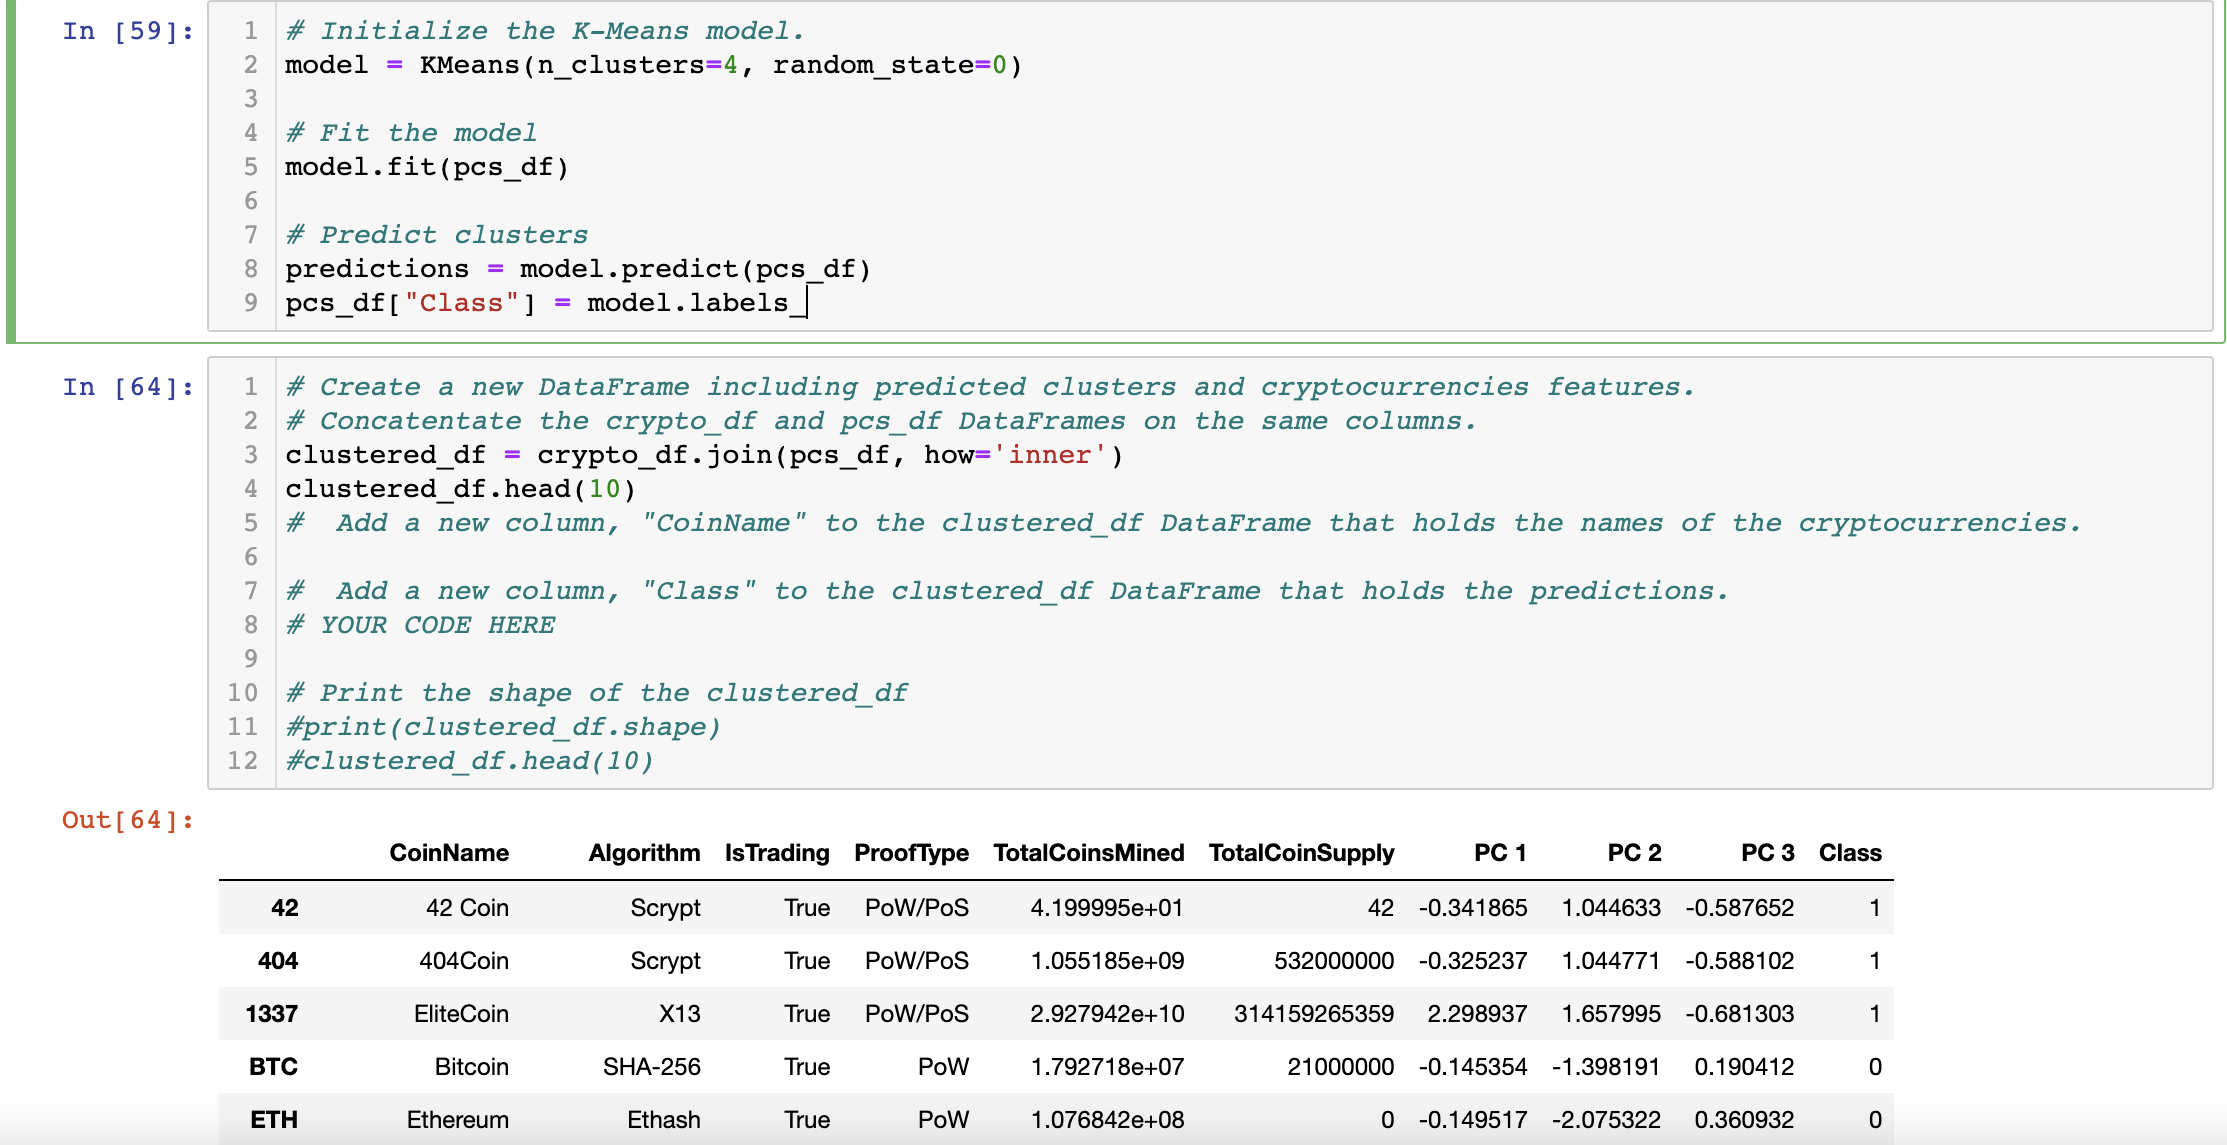 In [59]:
1 # Initialize the K-Means model.
2 model = KMeans(n_clusters=4, random_state=0)
3
4 # Fit the model
5 model.fit(pcs_df)
6
7 # Predict clusters
8 predictions = model.predict(pcs_df)
9 pcs_df["Class"] = model.labels_
In [64]:
1 # Create a new DataFrame including predicted clusters and cryptocurrencies features.
2 # Concatentate the crypto_df and pcs_df DataFrames on the same columns.
3 clustered_df = crypto_df.join(pcs_df, how='inner')
4 clustered_df.head(10)
5 #  Add a new column, "CoinName" to the clustered_df DataFrame that holds the names of the cryptocurrencies.
6
7 #  Add a new column, "Class" to the clustered_df DataFrame that holds the predictions.
8 # YOUR CODE HERE
9
10 # Print the shape of the clustered_df
11 #print(clustered_df.shape)
12 #clustered_df.head(10)
Out[64]:
CoinName Algorithm IsTrading ProofType TotalCoinsMined TotalCoinSupply PC 1 PC 2 PC 3 Class
42 42 Coin Scrypt True PoW/PoS 4.199995e+01 42 -0.341865 1.044633 -0.587652 1
404 404Coin Scrypt True PoW/PoS 1.055185e+09 532000000 -0.325237 1.044771 -0.588102 1
1337 EliteCoin X13 True PoW/PoS 2.927942e+10 314159265359 2.298937 1.657995 -0.681303 1
BTC Bitcoin SHA-256 True PoW 1.792718e+07 21000000 -0.145354 -1.398191 0.190412 0
ETH Ethereum Ethash True PoW 1.076842e+08 0 -0.149517 -2.075322 0.360932 0